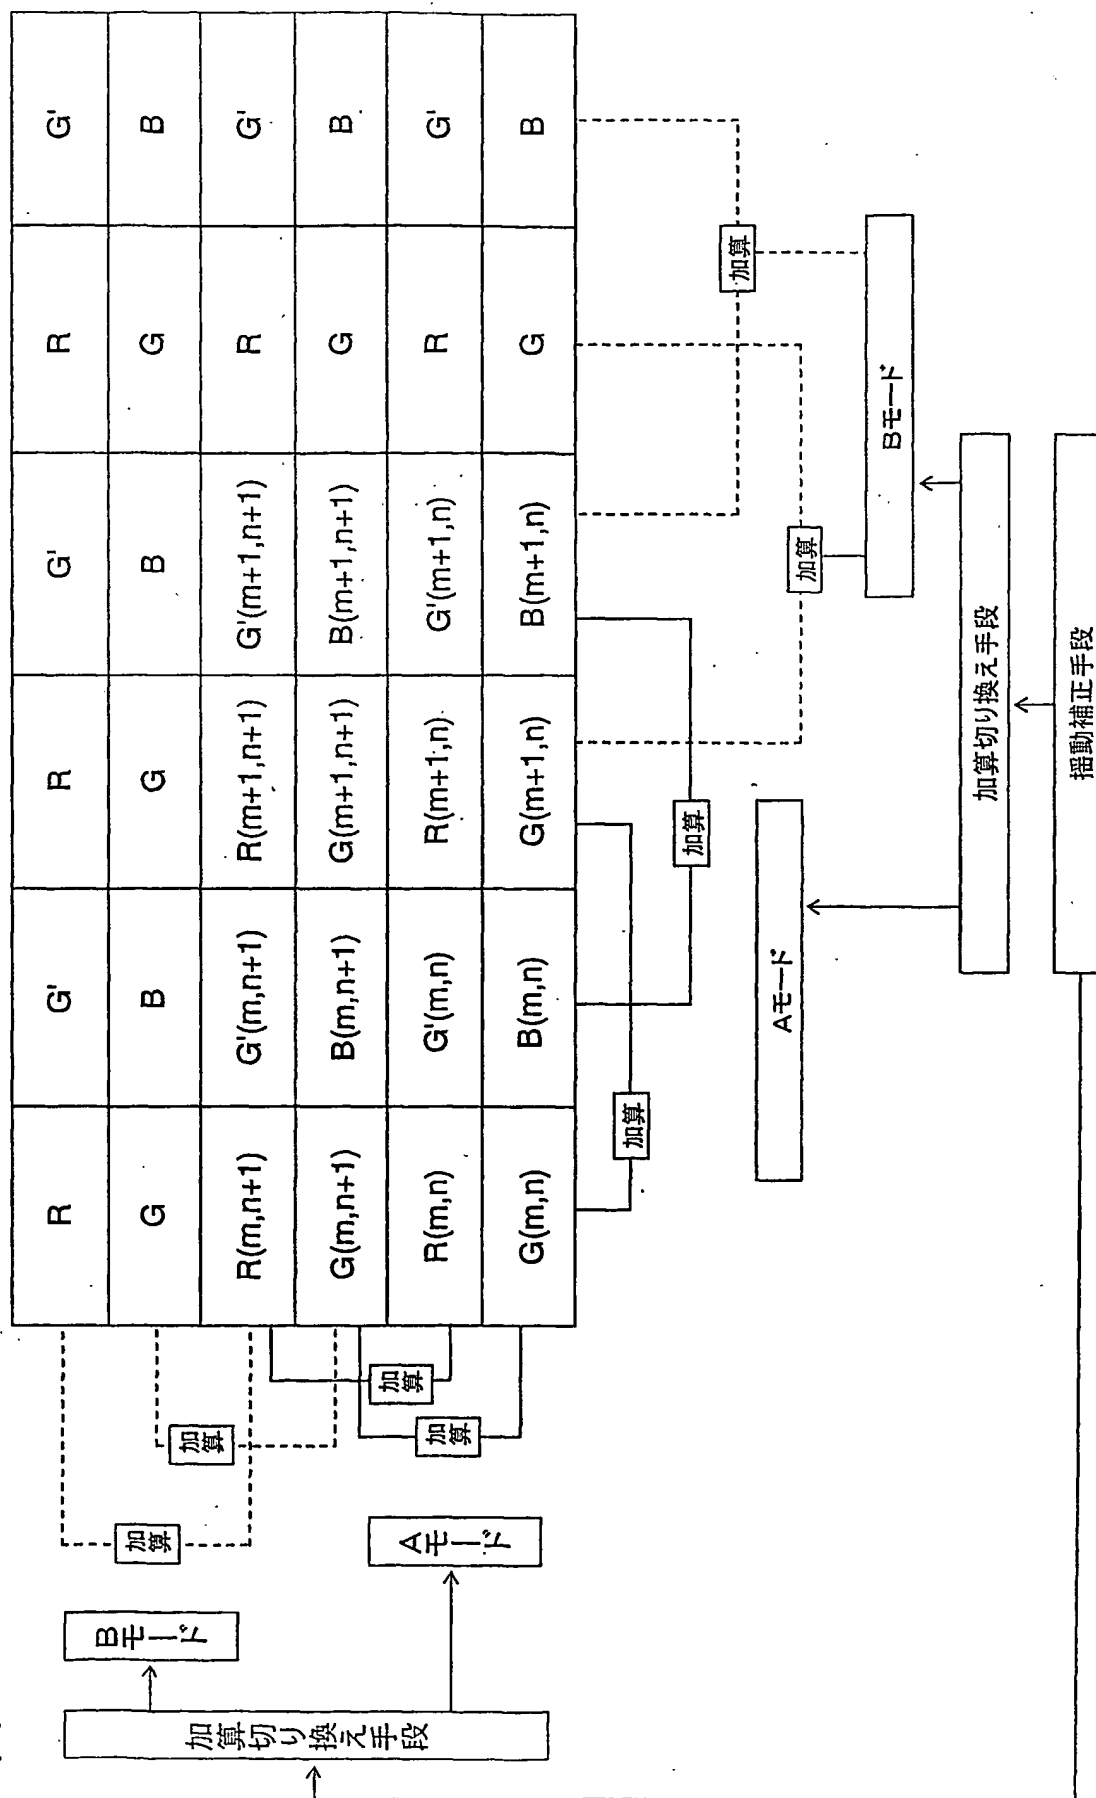 R G' R G' R G'
G B G B G B
R(m,n+1) G'(m,n+1) R(m+1,n+1) G'(m+1,n+1) R G'
G(m,n+1) B(m,n+1) G(m+1,n+1) B(m+1,n+1) G B
R(m,n) G'(m,n) R(m+1,n) G'(m+1,n) R G'
G(m,n) B(m,n) G(m+1,n) B(m+1,n) G B
加算
加算
加算
加算
Bモード
Aモード
加算切り換え手段
加算
加算
加算
加算
Aモード
Bモード
加算切り換え手段
揺動補正手段